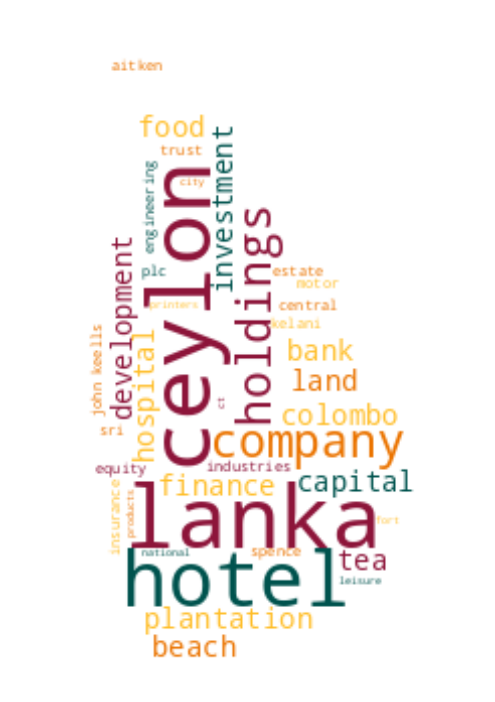 aitken
food
trust
city
engineering
investment
ceylon
holdings
development
plc
estate
motor
printers
central
kelani
john keells
hospital
bank
land
ct
colombo
sri
company
equity
industries
finance
capital
insurance
products
lanka
fort
national
spence
tea
hotel
leisure
plantation
beach